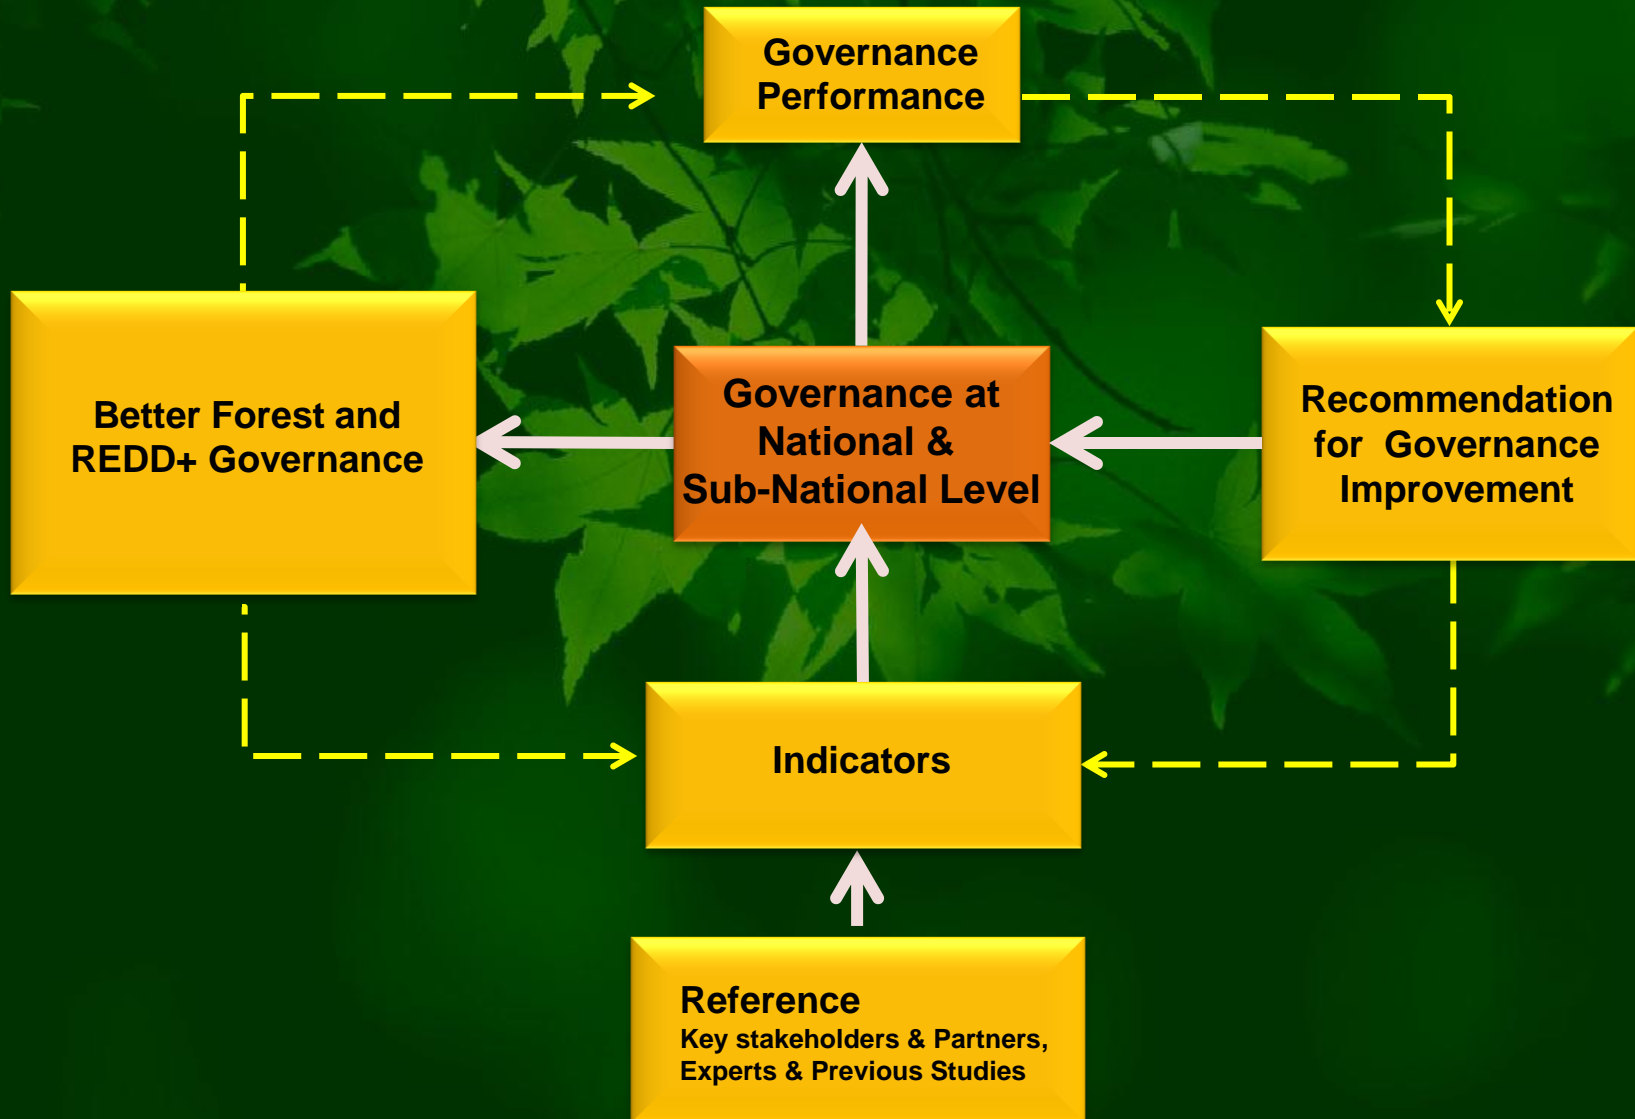 Governance
Performance
Better Forest and
REDD+ Governance
Governance at
National &
Sub-National Level
Recommendation
for Governance
Improvement
Indicators
Reference
Key stakeholders & Partners,
Experts & Previous Studies